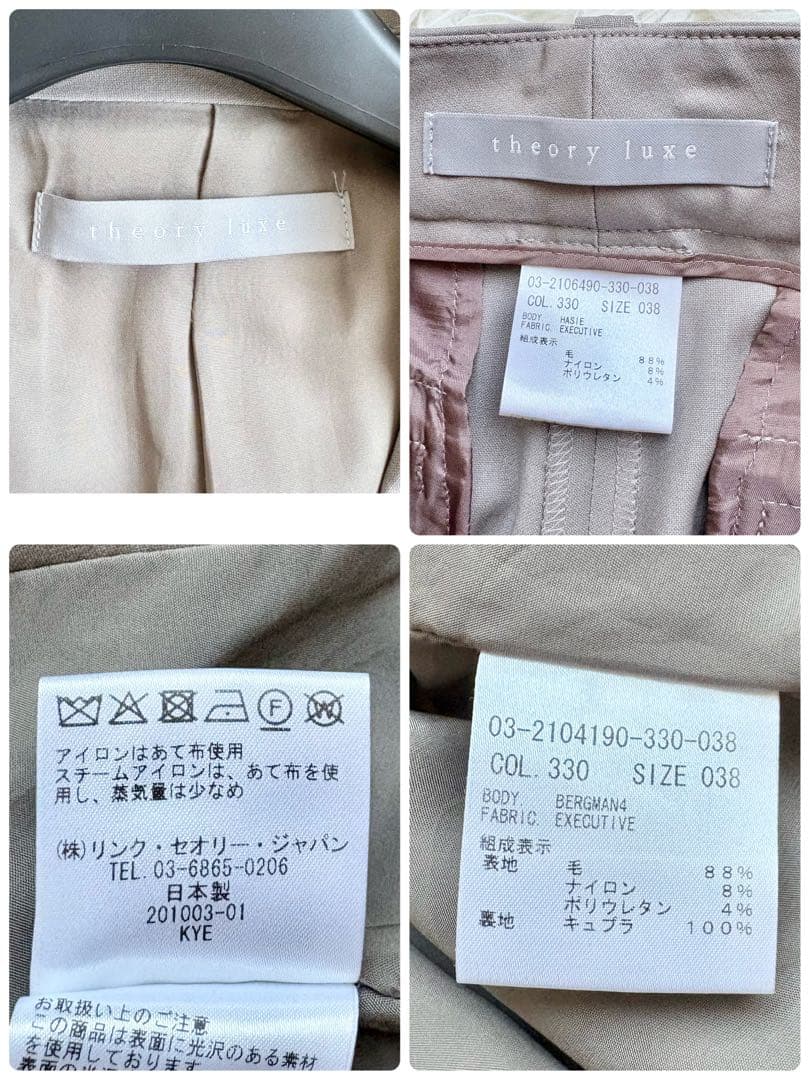 theory luxe
theory luxe
03-2106490-330-038
COL. 330 SIZE 038
BODY. HASIE
FABRIC. EXECUTIVE
組成表示
毛 88%
ナイロン 8%
ポリウレタン 4%
アイロンはあて布使用
スチームアイロンは、あて布を使
用し、蒸気量は少なめ
(株)リンク・セオリー・ジャパン
TEL. 03-6865-0206
日本製
201003-01
KYE
お取扱い上のご注意
この商品は表面に光沢のある素材
を使用しております
03-2104190-330-038
COL. 330 SIZE 038
BODY. BERGMAN4
FABRIC. EXECUTIVE
組成表示
表地 毛 88%
ナイロン 8%
ポリウレタン 4%
裏地 キュプラ 100%